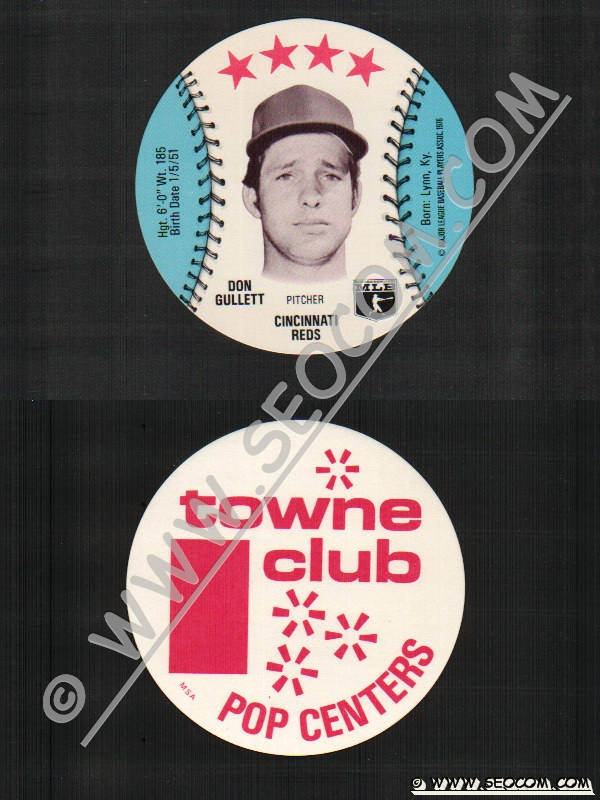 Hgt. 6'-0" Wt. 185
Birth Date 1/5/51
Born: Lynn, Ky.
© MAJOR LEAGUE BASEBALL PLAYERS ASSOC. 1976
DON
GULLETT
PITCHER
MLB
CINCINNATI
REDS
towne
club
MSA
POP CENTERS
© WWW.SEOCOM.COM
© WWW.SEOCOM.COM